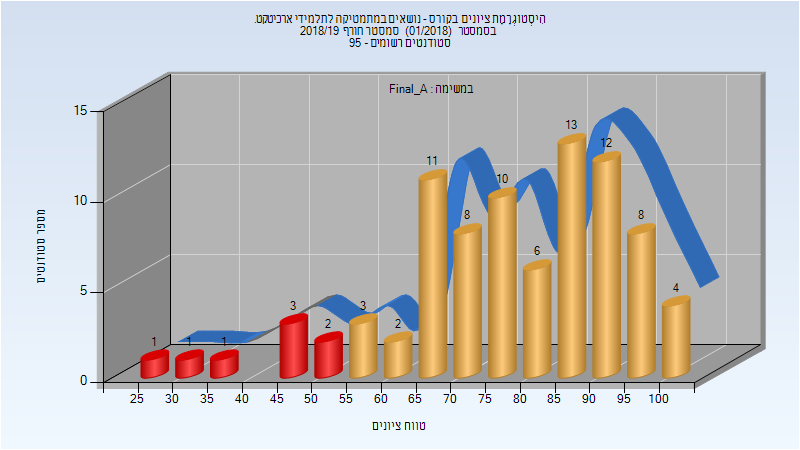 היסטוגְרָמַת ציונים בקורס - נושאים במתמטיקה לתלמידי ארכיטקט.
בסמסטר (01/2018) סמסטר חורף 2018/19
סטודנטים רשומים - 95
במשימה : Final_A
מספר סטודנטים
15
10
5
0
1
1
1
3
2
3
2
11
8
10
6
13
12
8
4
25 30 35 40 45 50 55 60 65 70 75 80 85 90 95 100
טווח ציונים